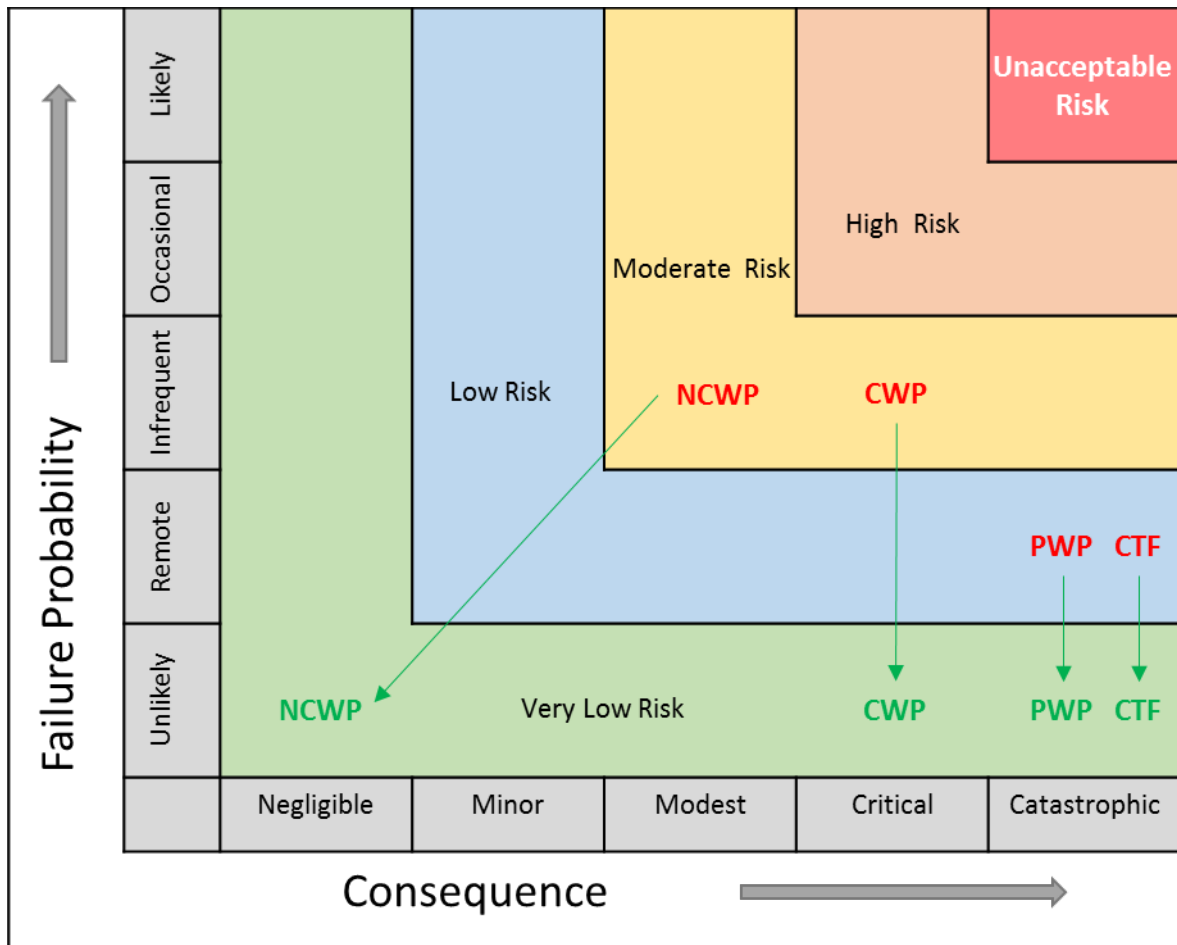 Failure Probability
Likely
Occasional
Infrequent
Remote
Unlikely
Unacceptable
Risk
High Risk
Moderate Risk
Low Risk
NCWP
CWP
PWP
CTF
NCWP
Very Low Risk
CWP
PWP
CTF
Negligible
Minor
Modest
Critical
Catastrophic
Consequence